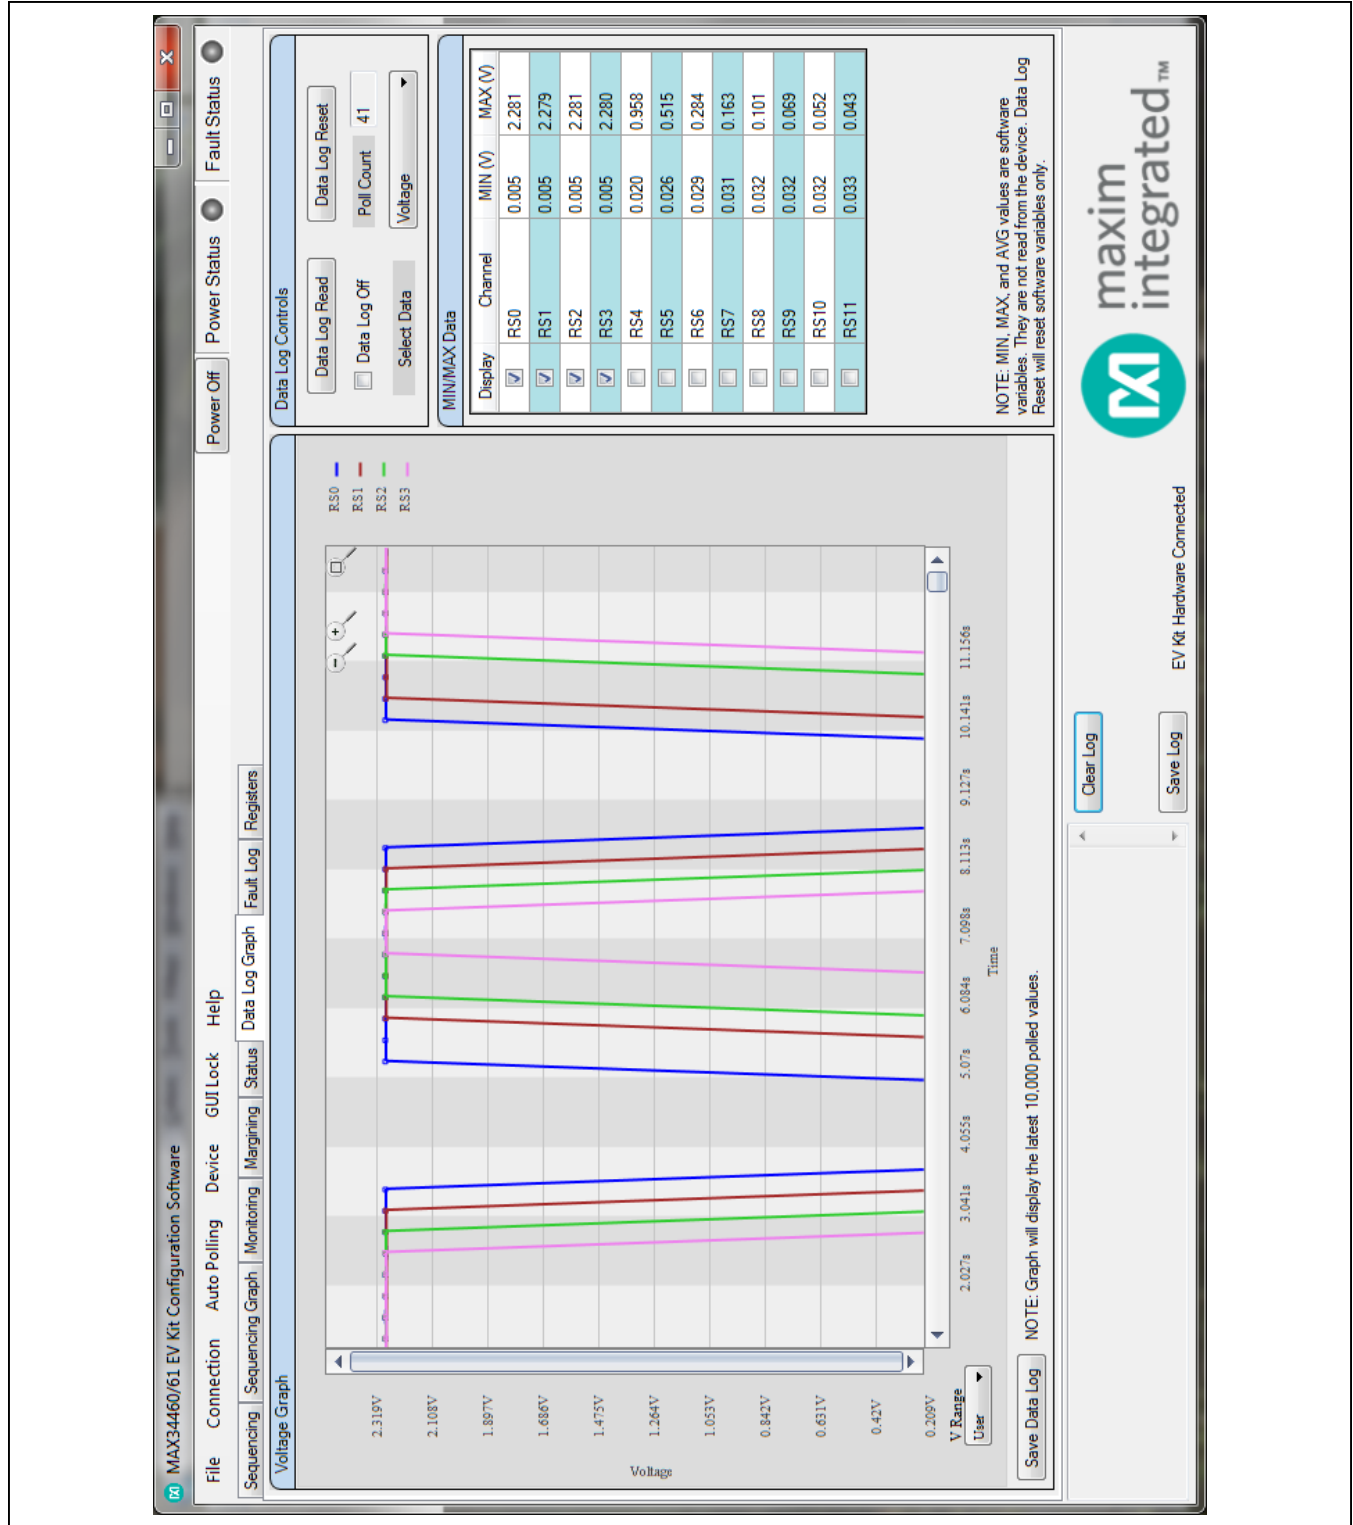 MAX34460/61 EV Kit Configuration Software
File Connection Auto Polling Device GUI Lock Help
Power Off Power Status Fault Status
Sequencing Sequencing Graph Monitoring Margining Status Data Log Graph Fault Log Registers
Voltage Graph
2.319V
2.108V
1.897V
1.686V
1.475V
1.264V
1.053V
0.842V
0.631V
0.42V
0.209V
Voltage
RS0
RS1
RS2
RS3
2.027s 3.041s 4.055s 5.07s 6.084s 7.098s 8.113s 9.127s 10.141s 11.156s
Time
V Range
User
Save Data Log NOTE: Graph will display the latest 10,000 polled values.
Data Log Controls
Data Log Read Data Log Reset
Data Log Off Poll Count 41
Select Data Voltage
MIN/MAX Data
Display Channel MIN (V) MAX (V)
RS0 0.005 2.281
RS1 0.005 2.279
RS2 0.005 2.281
RS3 0.005 2.280
RS4 0.020 0.958
RS5 0.026 0.515
RS6 0.029 0.284
RS7 0.031 0.163
RS8 0.032 0.101
RS9 0.032 0.069
RS10 0.032 0.052
RS11 0.033 0.043
NOTE: MIN, MAX, and AVG values are software
variables. They are not read from the device. Data Log
Reset will reset software variables only.
Clear Log
Save Log
EV Kit Hardware Connected
maxim
integrated™